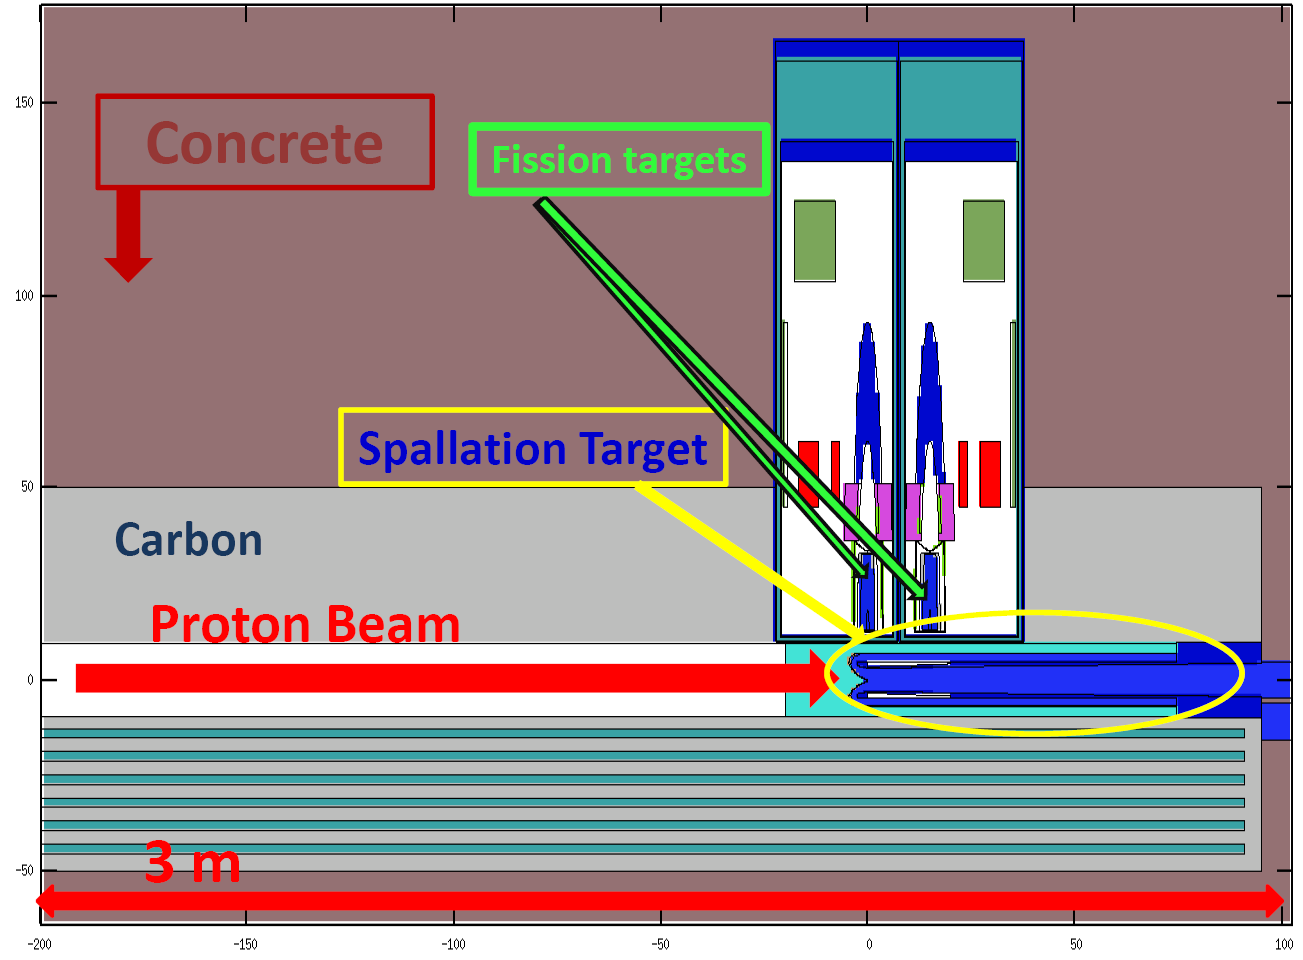 150
Concrete
Fission targets
100
Spallation Target
50
Carbon
Proton Beam
0
3 m
-50
-200
-150
-100
-50
0
50
100